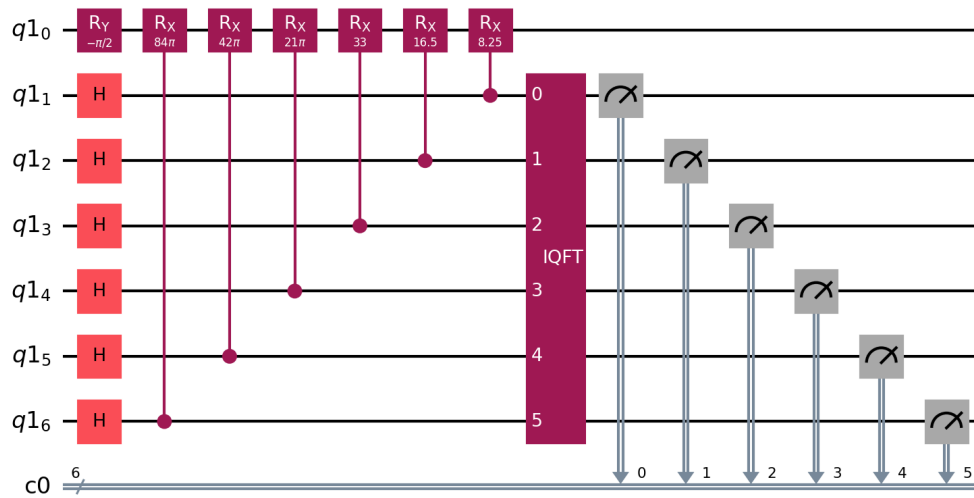 q1₀ R_Y −π/2 R_X 84π R_X 42π R_X 21π R_X 33 R_X 16.5 R_X 8.25
q1₁ H 0
q1₂ H 1
q1₃ H 2
IQFT
q1₄ H 3
q1₅ H 4
q1₆ H 5
6 0 1 2 3 4 5
c0